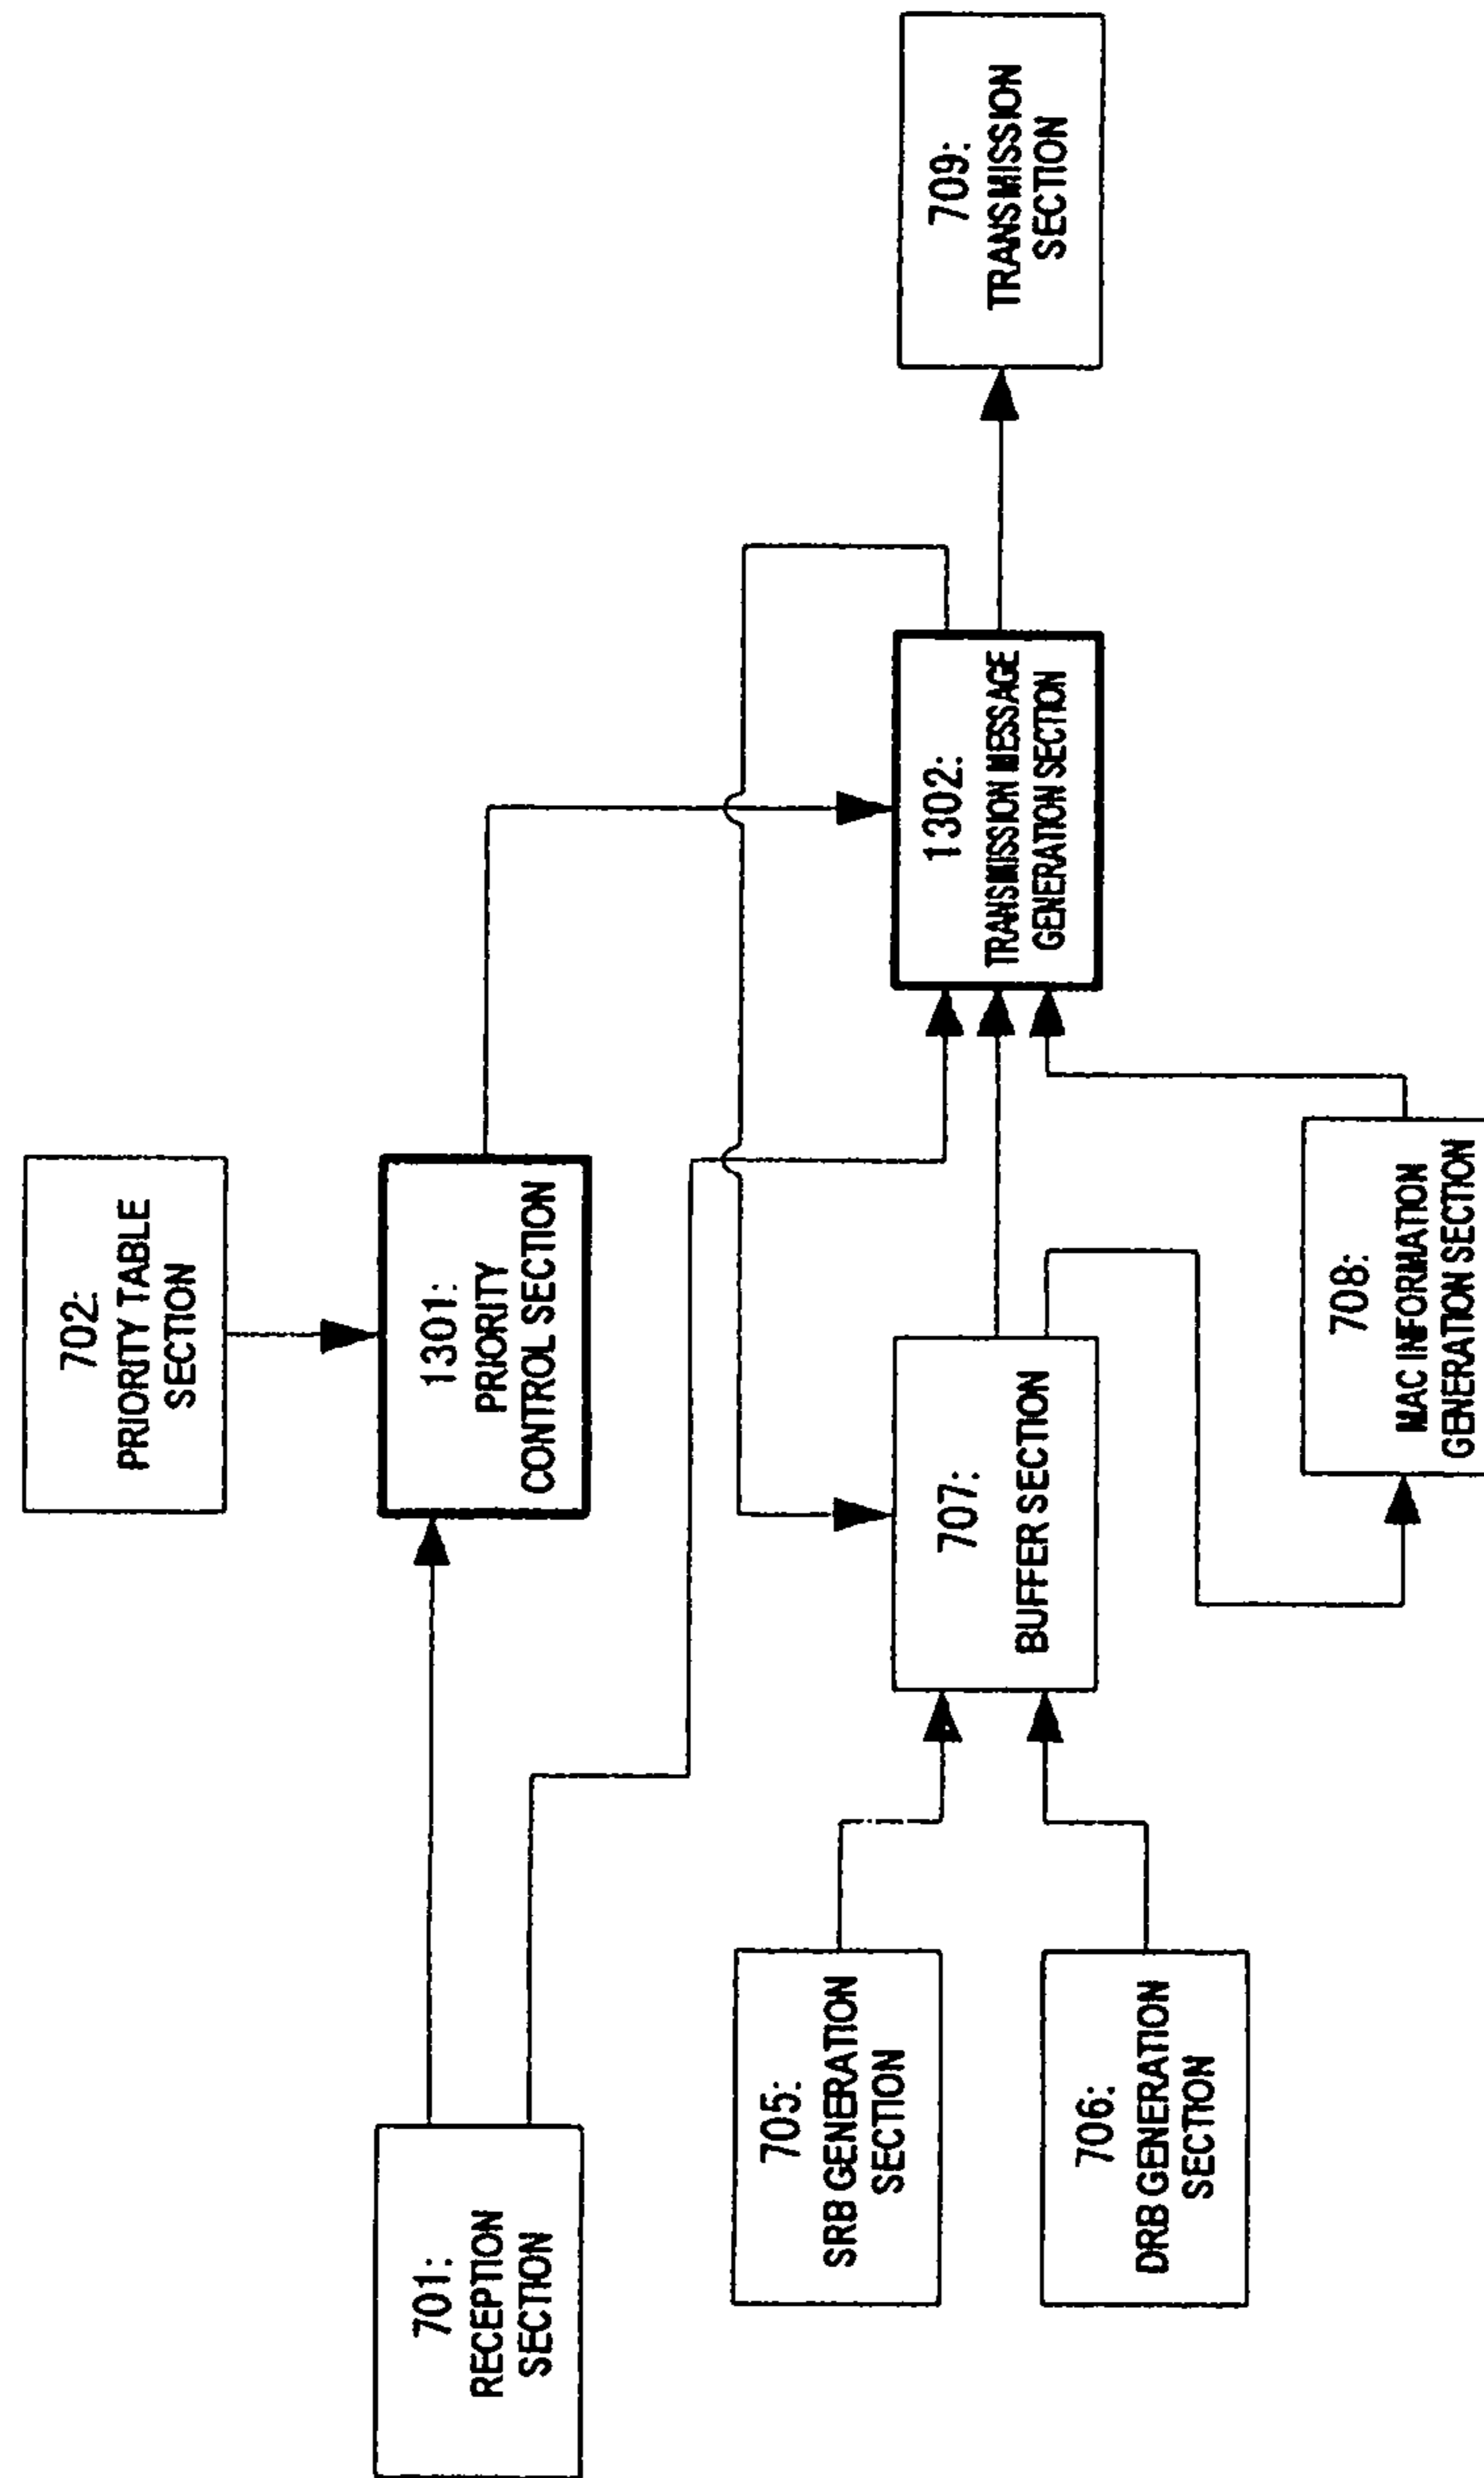 702:
PRIORITY TABLE
SECTION
701:
RECEPTION
SECTION
1301:
PRIORITY
CONTROL SECTION
705:
SRB GENERATION
SECTION
706:
DRB GENERATION
SECTION
707:
BUFFER SECTION
1302:
TRANSMISSION MESSAGE
GENERATION SECTION
709:
TRANSMISSION
SECTION
708:
MAC INFORMATION
GENERATION SECTION